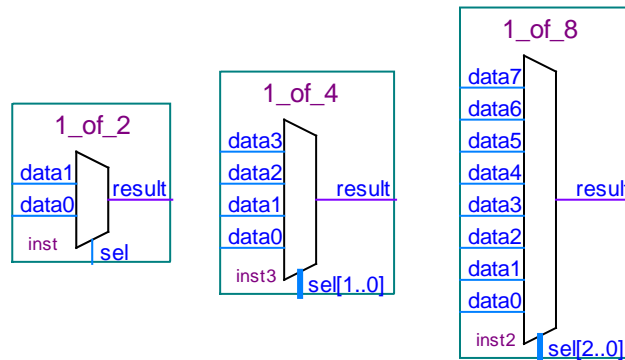 1_of_2
data1
data0
result
inst
sel
1_of_4
data3
data2
data1
data0
result
inst3
sel[1..0]
1_of_8
data7
data6
data5
data4
data3
data2
data1
data0
result
inst2
sel[2..0]